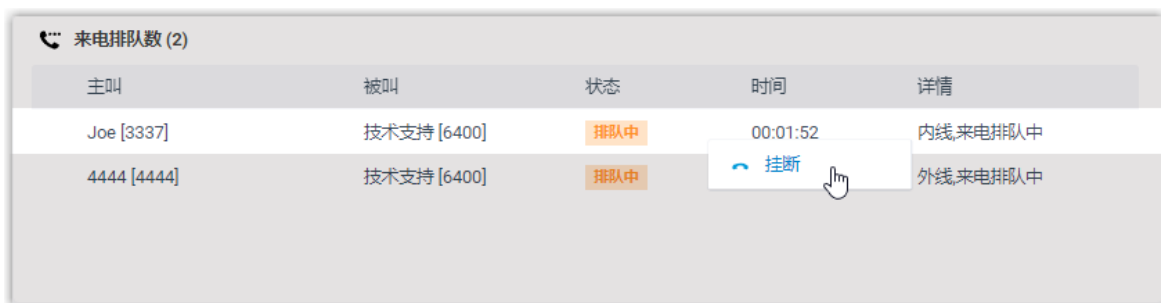 来电排队数 (2)
主叫 被叫 状态 时间 详情
Joe [3337] 技术支持 [6400] 排队中 00:01:52 内线,来电排队中
挂断
4444 [4444] 技术支持 [6400] 排队中 外线,来电排队中